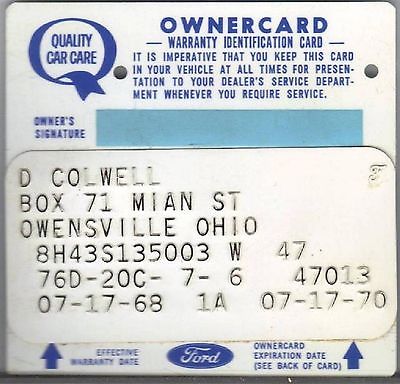 QUALITY
CAR CARE
OWNERCARD
WARRANTY IDENTIFICATION CARD
IT IS IMPERATIVE THAT YOU KEEP THIS CARD
IN YOUR VEHICLE AT ALL TIMES FOR PRESEN-
TATION TO YOUR DEALER'S SERVICE DEPART-
MENT WHENEVER YOU REQUIRE SERVICE.
OWNER'S
SIGNATURE
D COLWELL
BOX 71 MIAN ST
OWENSVILLE OHIO
8H43S135003 W 47
76D-20C- 7-6 47013
07-17-68 1A 07-17-70
EFFECTIVE
WARRANTY DATE
Ford
OWNERCARD
EXPIRATION DATE
(SEE BACK OF CARD)